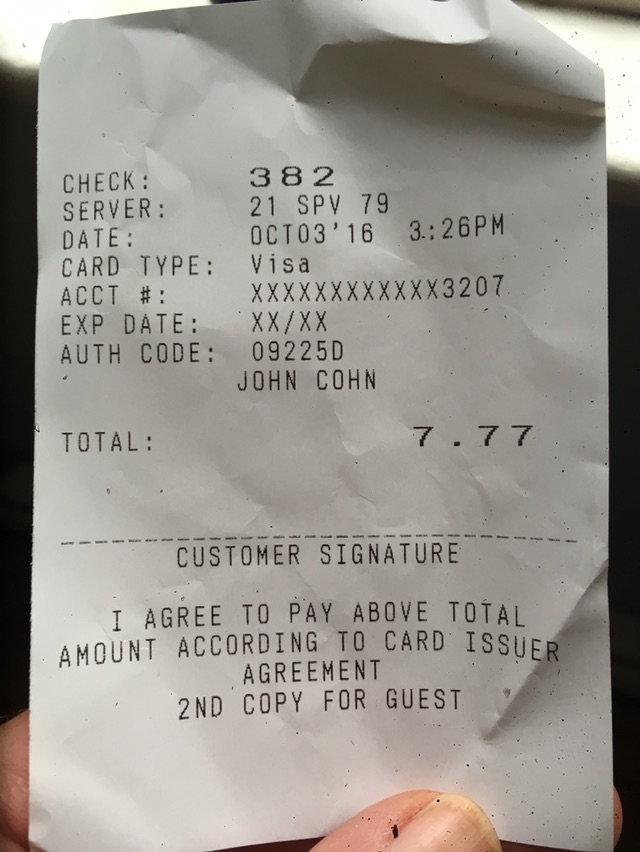 CHECK: 382
SERVER: 21 SPV 79
DATE: OCT03'16 3:26PM
CARD TYPE: Visa
ACCT #: XXXXXXXXXXXX3207
EXP DATE: XX/XX
AUTH CODE: 09225D
JOHN COHN
TOTAL: 7.77
CUSTOMER SIGNATURE
I AGREE TO PAY ABOVE TOTAL
AMOUNT ACCORDING TO CARD ISSUER
AGREEMENT
2ND COPY FOR GUEST